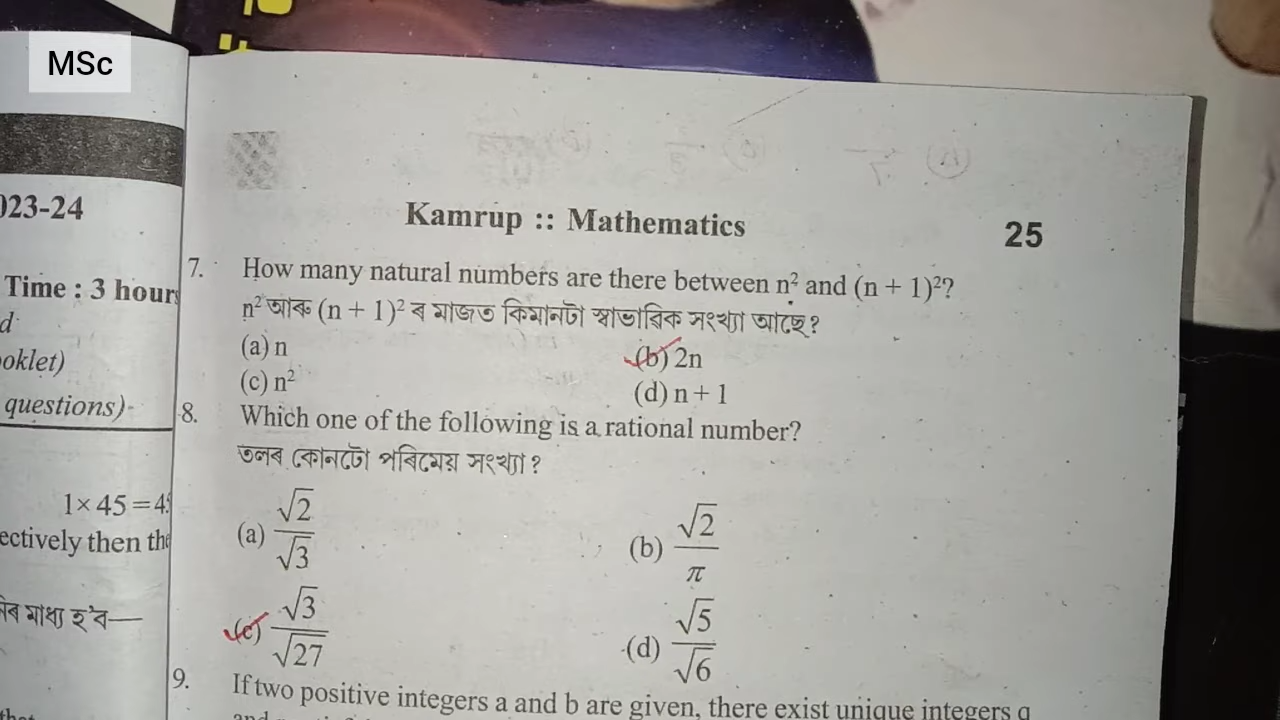 MSc
023-24
Time : 3 hours
oklet)
questions)
1 × 45 = 4
ectively then the
মাধ্য হ'ব—
Kamrup :: Mathematics
25
7. How many natural numbers are there between n² and (n + 1)²?
n² আৰু (n + 1)² ৰ মাজত কিমানটা স্বাভাৱিক সংখ্যা আছে?
(a) n
(b) 2n
(c) n²
(d) n + 1
8. Which one of the following is a rational number?
তলৰ কোনটো পৰিমেয় সংখ্যা ?
(a) √2/√3
(b) √2/π
(c) √3/√27
(d) √5/√6
9. If two positive integers a and b are given, there exist unique integers q